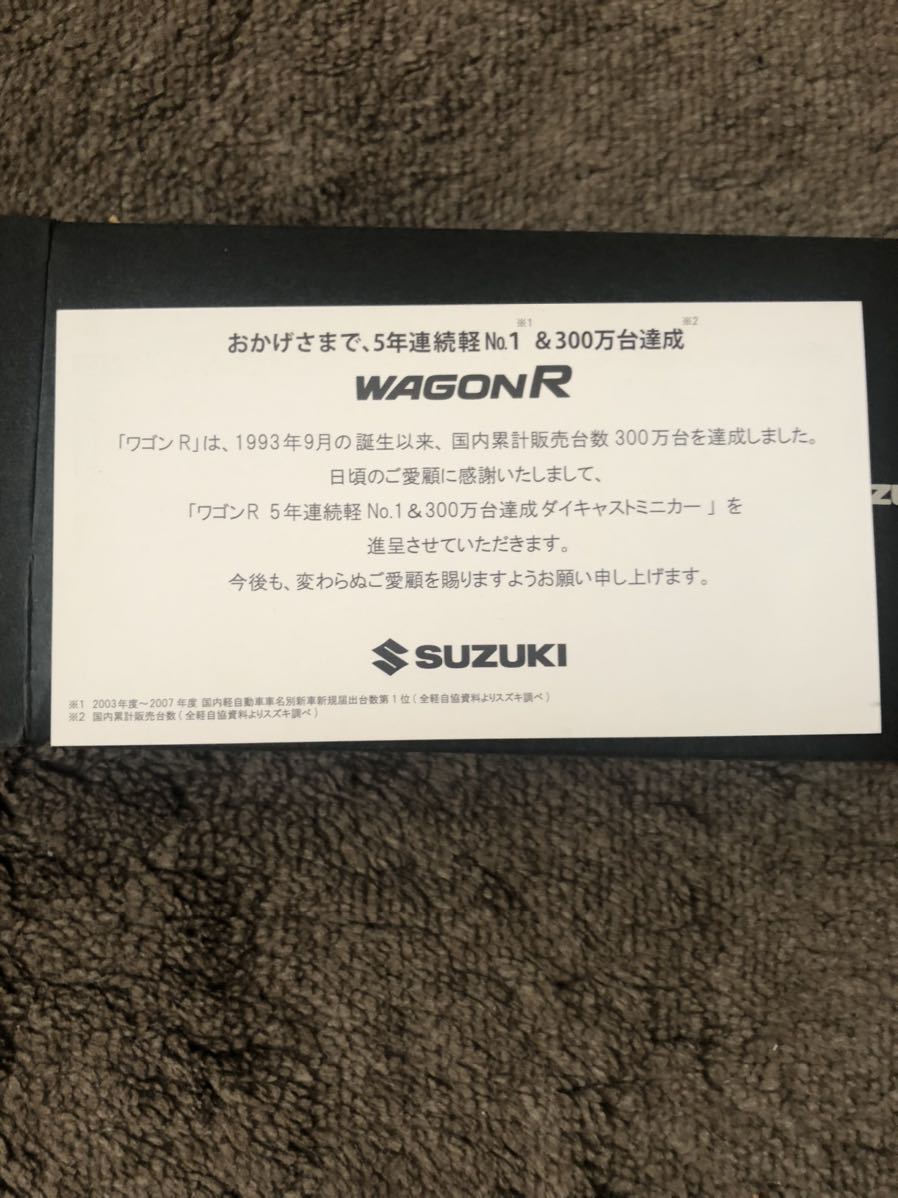 おかげさまで、5年連続軽No.1※1 &300万台達成※2
WAGONR
「ワゴンR」は、1993年9月の誕生以来、国内累計販売台数300万台を達成しました。
日頃のご愛顧に感謝いたしまして、
「ワゴンR 5年連続軽No.1&300万台達成ダイキャストミニカー」を
進呈させていただきます。
今後も、変わらぬご愛顧を賜りますようお願い申し上げます。
SUZUKI
※1 2003年度〜2007年度 国内軽自動車車名別新車新規届出台数第1位(全軽自協資料よりスズキ調べ)
※2 国内累計販売台数(全軽自協資料よりスズキ調べ)